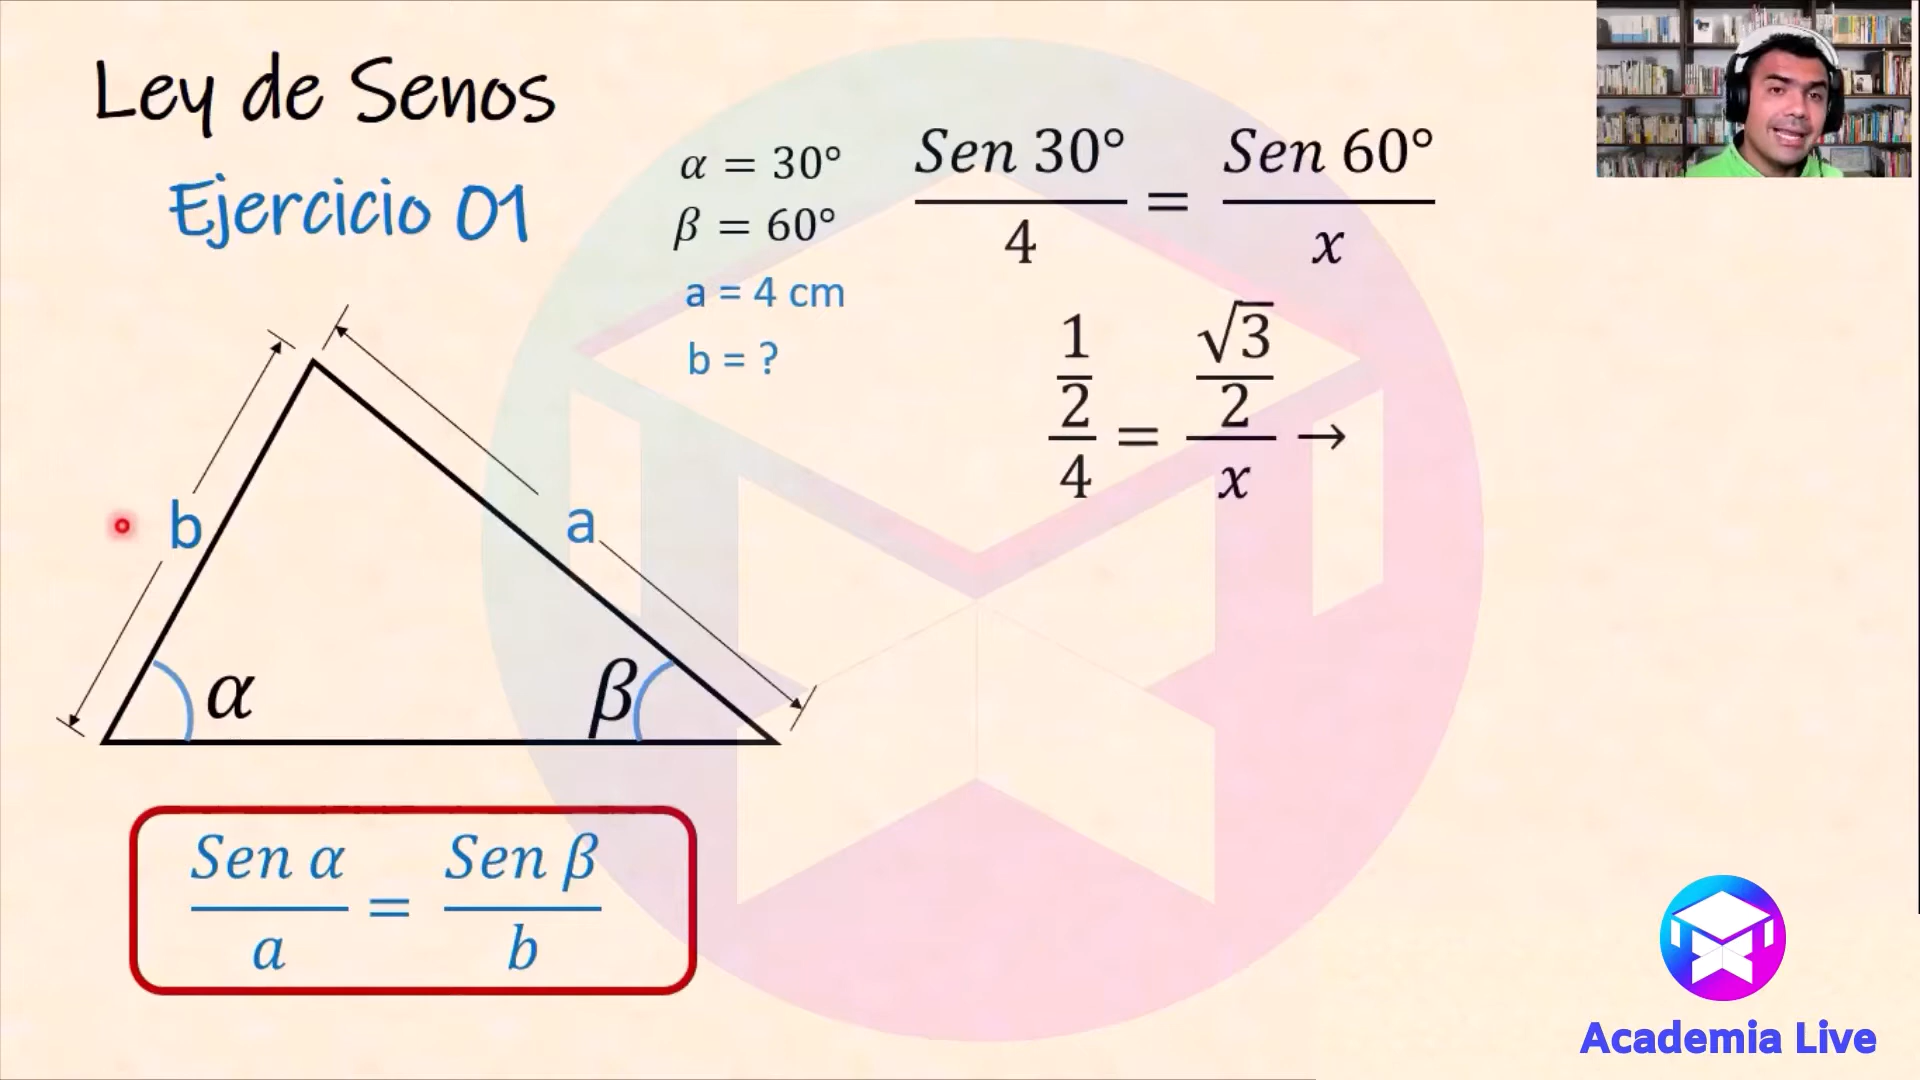 Ley de Senos
Ejercicio 01
α = 30°
β = 60°
a = 4 cm
b = ?
Sen 30° / 4 = Sen 60° / x
1/2 / 4 = √3/2 / x →
b
a
α
β
Sen α / a = Sen β / b
Academia Live